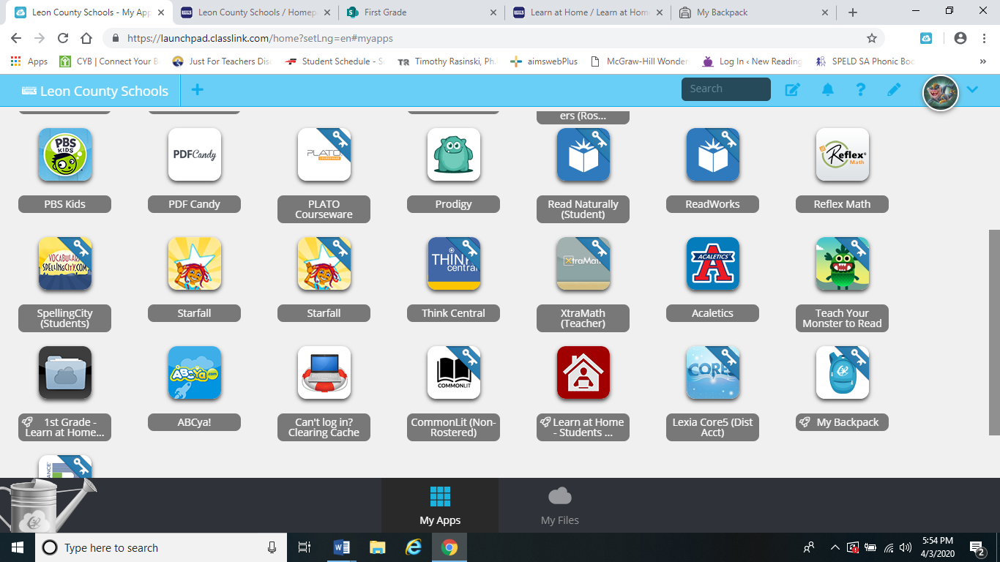 Leon County Schools - My App
Leon County Schools / Homep
First Grade
Learn at Home / Learn at Hom
My Backpack
https://launchpad.classlink.com/home?setLng=en#myapps
Apps
CYB | Connect Your B
Just For Teachers Disc
Student Schedule - Sc
TR Timothy Rasinski, Ph.
aimswebPlus
McGraw-Hill Wonder
Log In ‹ New Reading
SPELD SA Phonic Boo
»
Leon County Schools
Search
ers (Ros...
PBS KIDS
PDFCandy
PLATO COURSEWARE
Reflex Math
PBS Kids
PDF Candy
PLATO
Courseware
Prodigy
Read Naturally
(Student)
ReadWorks
Reflex Math
VOCABULARY
SPELLINGCITY.COM
THINK
central
XtraMath
ACALETICS
SpellingCity
(Students)
Starfall
Starfall
Think Central
XtraMath
(Teacher)
Acaletics
Teach Your
Monster to Read
ABCya.com
COMMONLIT
CORE5
1st Grade -
Learn at Home...
ABCya!
Can't log in?
Clearing Cache
CommonLit (Non-
Rostered)
Learn at Home
- Students ...
Lexia Core5 (Dist
Acct)
My Backpack
My Apps
My Files
Type here to search
5:54 PM
4/3/2020
2